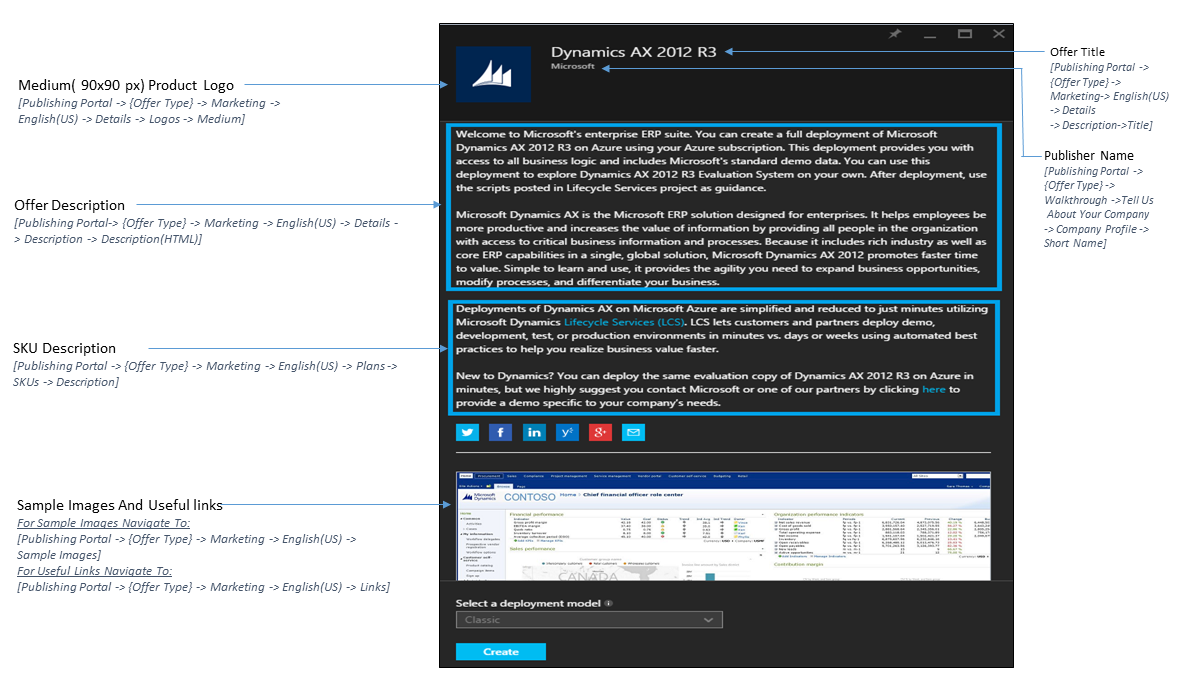 Medium( 90x90 px) Product Logo
[Publishing Portal -> {Offer Type} -> Marketing ->
English(US) -> Details -> Logos -> Medium]
Offer Description
[Publishing Portal-> {Offer Type} -> Marketing -> English(US) -> Details -
> Description -> Description(HTML)]
SKU Description
[Publishing Portal -> {Offer Type} -> Marketing -> English(US) -> Plans ->
SKUs -> Description]
Sample Images And Useful links
For Sample Images Navigate To:
[Publishing Portal -> {Offer Type} -> Marketing -> English(US) ->
Sample Images]
For Useful Links Navigate To:
[Publishing Portal -> {Offer Type} -> Marketing -> English(US) -> Links]
Dynamics AX 2012 R3
Microsoft
Welcome to Microsoft's enterprise ERP suite. You can create a full deployment of Microsoft
Dynamics AX 2012 R3 on Azure using your Azure subscription. This deployment provides you with
access to all business logic and includes Microsoft's standard demo data. You can use this
deployment to explore Dynamics AX 2012 R3 Evaluation System on your own. After deployment, use
the scripts posted in Lifecycle Services project as guidance.
Microsoft Dynamics AX is the Microsoft ERP solution designed for enterprises. It helps employees be
more productive and increases the value of information by providing all people in the organization
with access to critical business information and processes. Because it includes rich industry as well as
core ERP capabilities in a single, global solution, Microsoft Dynamics AX 2012 promotes faster time
to value. Simple to learn and use, it provides the agility you need to expand business opportunities,
modify processes, and differentiate your business.
Deployments of Dynamics AX on Microsoft Azure are simplified and reduced to just minutes utilizing
Microsoft Dynamics Lifecycle Services (LCS). LCS lets customers and partners deploy demo,
development, test, or production environments in minutes vs. days or weeks using automated best
practices to help you realize business value faster.
New to Dynamics? You can deploy the same evaluation copy of Dynamics AX 2012 R3 on Azure in
minutes, but we highly suggest you contact Microsoft or one of our partners by clicking here to
provide a demo specific to your company's needs.
Microsoft
Dynamics
CONTOSO
Home > Chief financial officer role center
Financial performance
Organization performance indicators
Sales performance
Contribution margin
CANADA
Select a deployment model
Classic
Create
Offer Title
[Publishing Portal ->
{Offer Type} ->
Marketing-> English(US)
-> Details
->Description->Title]
Publisher Name
[Publishing Portal ->
{Offer Type} ->
Walkthrough ->Tell Us
About Your Company
-> Company Profile ->
Short Name]